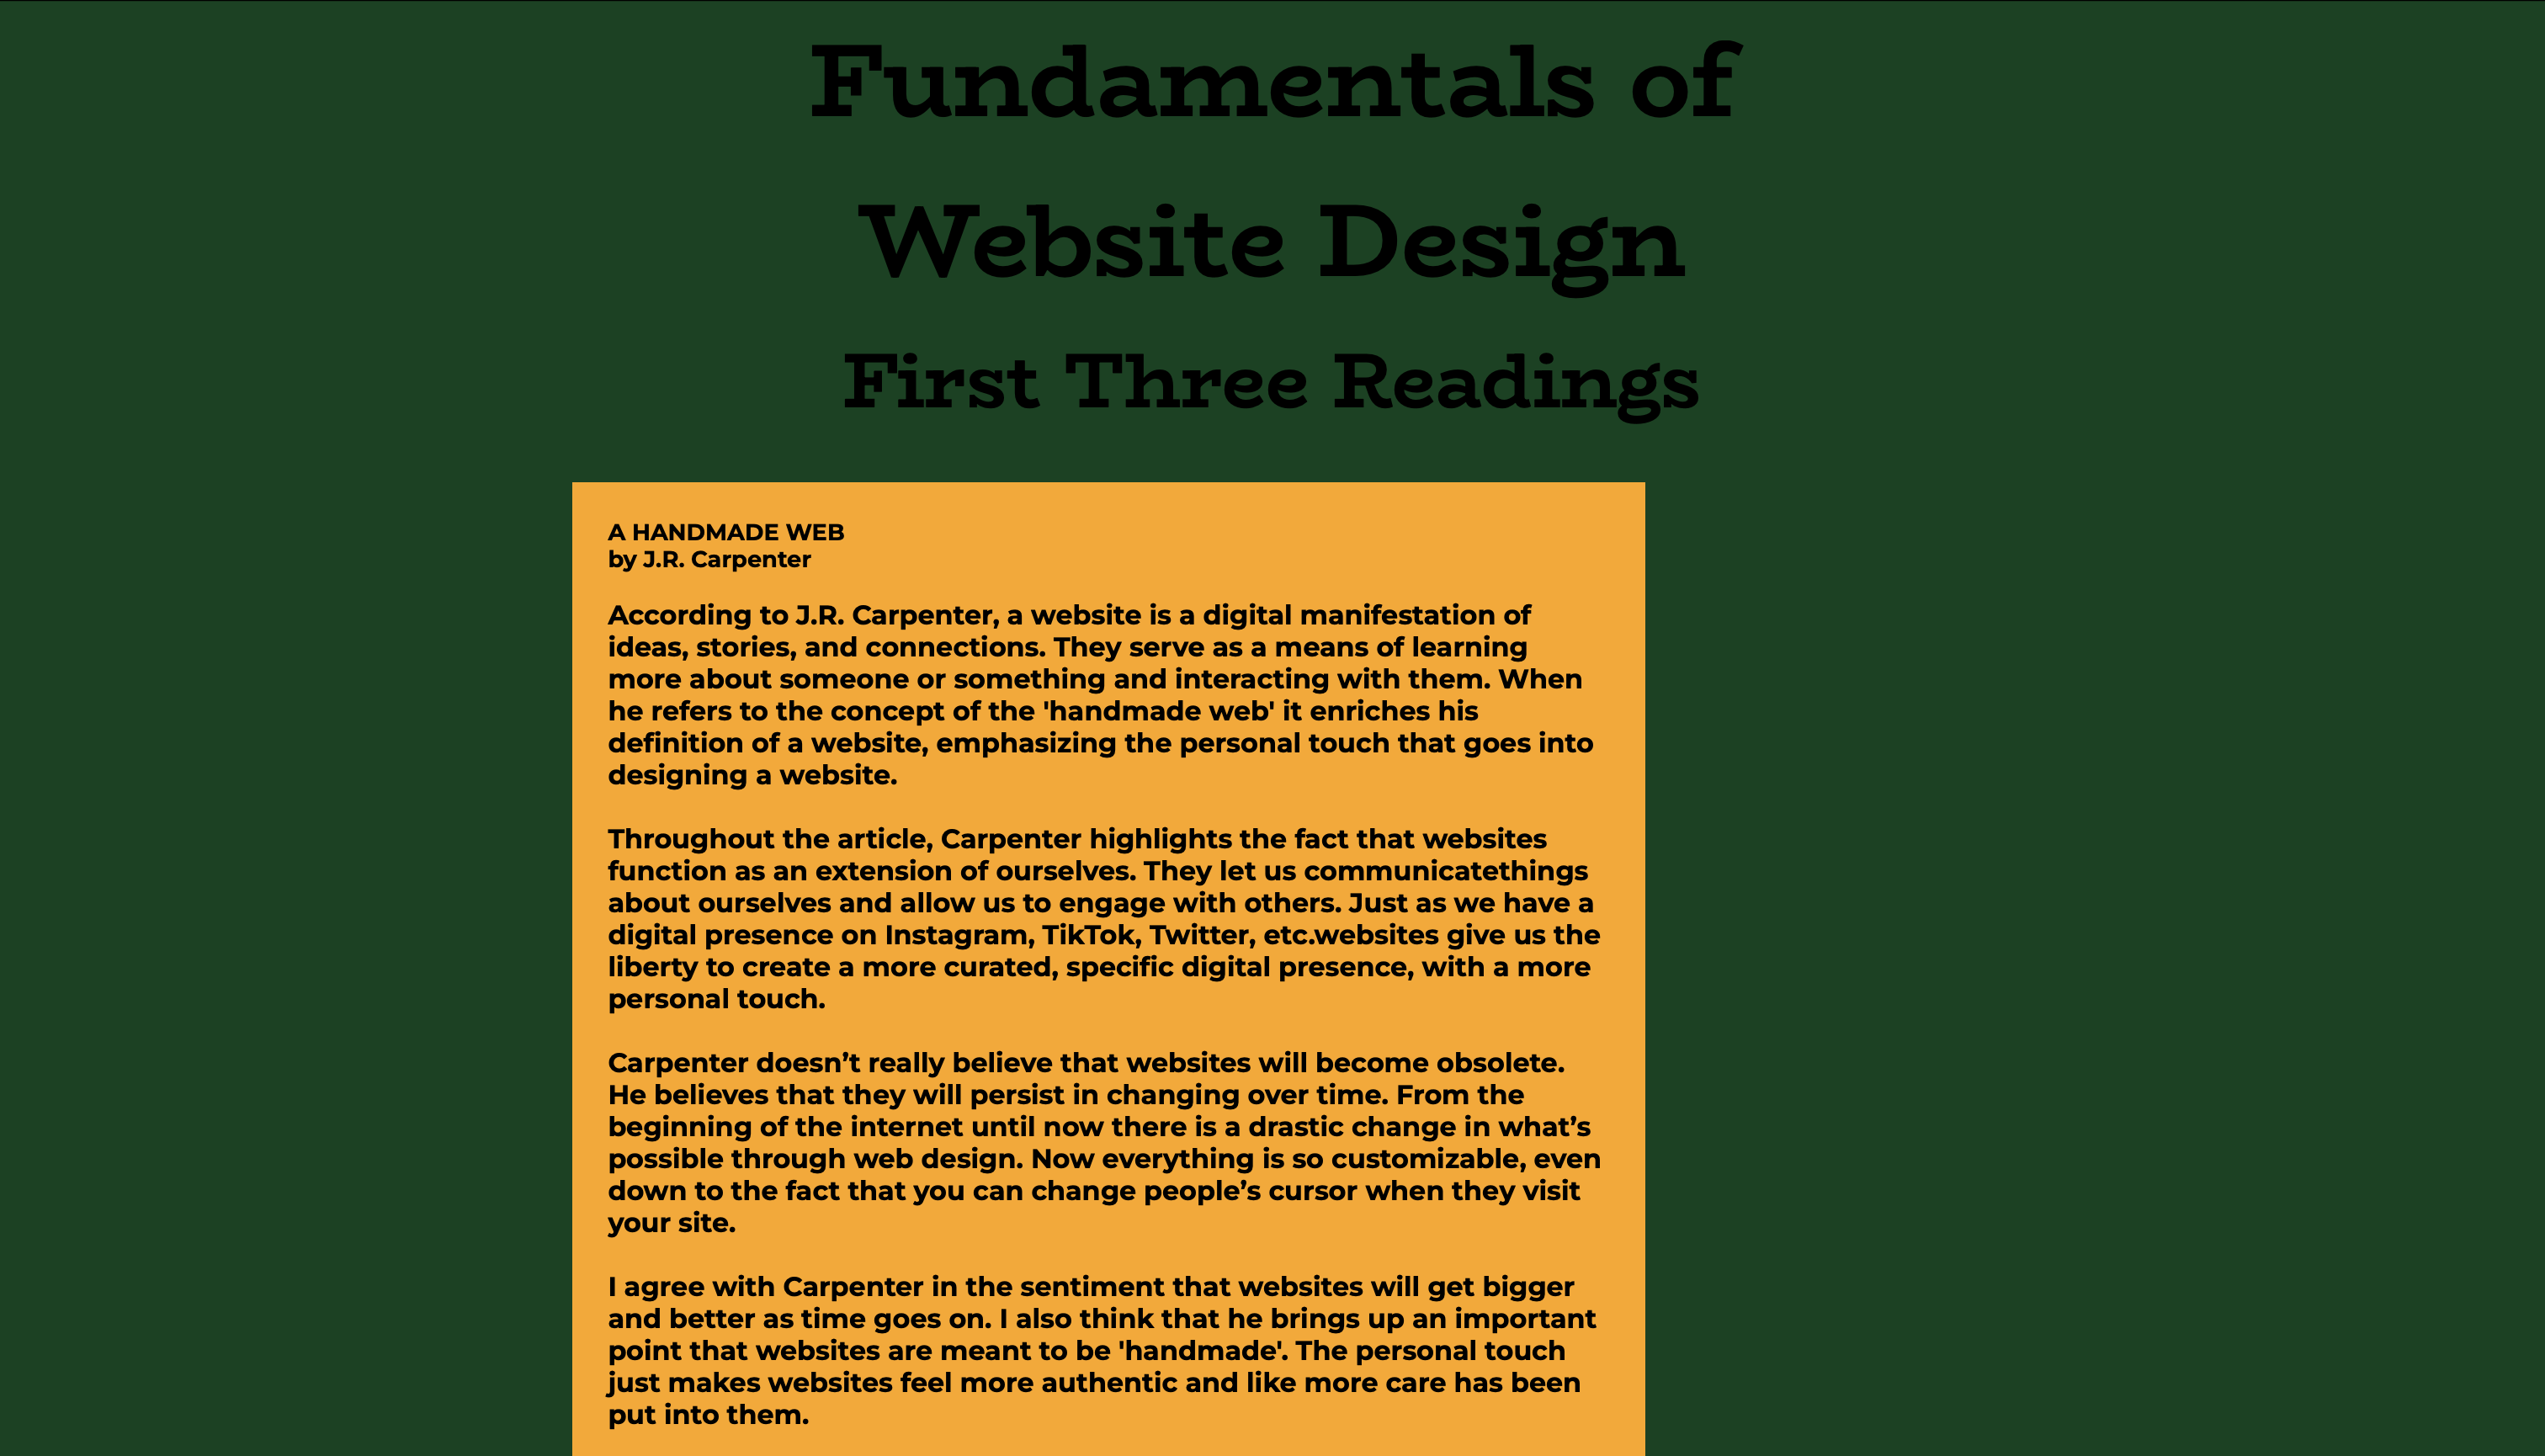 Fundamentals of
Website Design
First Three Readings
A HANDMADE WEB
by J.R. Carpenter
According to J.R. Carpenter, a website is a digital manifestation of
ideas, stories, and connections. They serve as a means of learning
more about someone or something and interacting with them. When
he refers to the concept of the 'handmade web' it enriches his
definition of a website, emphasizing the personal touch that goes into
designing a website.
Throughout the article, Carpenter highlights the fact that websites
function as an extension of ourselves. They let us communicatethings
about ourselves and allow us to engage with others. Just as we have a
digital presence on Instagram, TikTok, Twitter, etc.websites give us the
liberty to create a more curated, specific digital presence, with a more
personal touch.
Carpenter doesn’t really believe that websites will become obsolete.
He believes that they will persist in changing over time. From the
beginning of the internet until now there is a drastic change in what’s
possible through web design. Now everything is so customizable, even
down to the fact that you can change people’s cursor when they visit
your site.
I agree with Carpenter in the sentiment that websites will get bigger
and better as time goes on. I also think that he brings up an important
point that websites are meant to be 'handmade'. The personal touch
just makes websites feel more authentic and like more care has been
put into them.